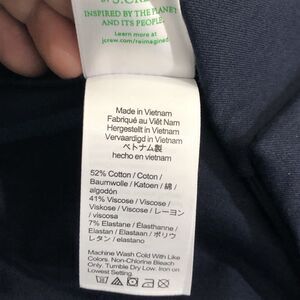 BY J.CREW
INSPIRED BY THE PLANET
AND ITS PEOPLE.
Learn more at
jcrew.com/reimagined
Made in Vietnam
Fabriqué au Viêt Nam
Hergestellt in Vietnam
Vervaardigd in Vietnam
ベトナム製
hecho en vietnam
52% Cotton / Coton /
Baumwolle / Katoen / 綿 /
algodón
41% Viscose / Viscose /
Viskose / Viscose / レーヨン
/ viscosa
7% Elastane / Élasthanne /
Elastan / Elastaan / ポリウ
レタン / elastano
Machine Wash Cold With Like
Colors. Non-Chlorine Bleach
Only. Tumble Dry Low. Iron on
Lowest Setting